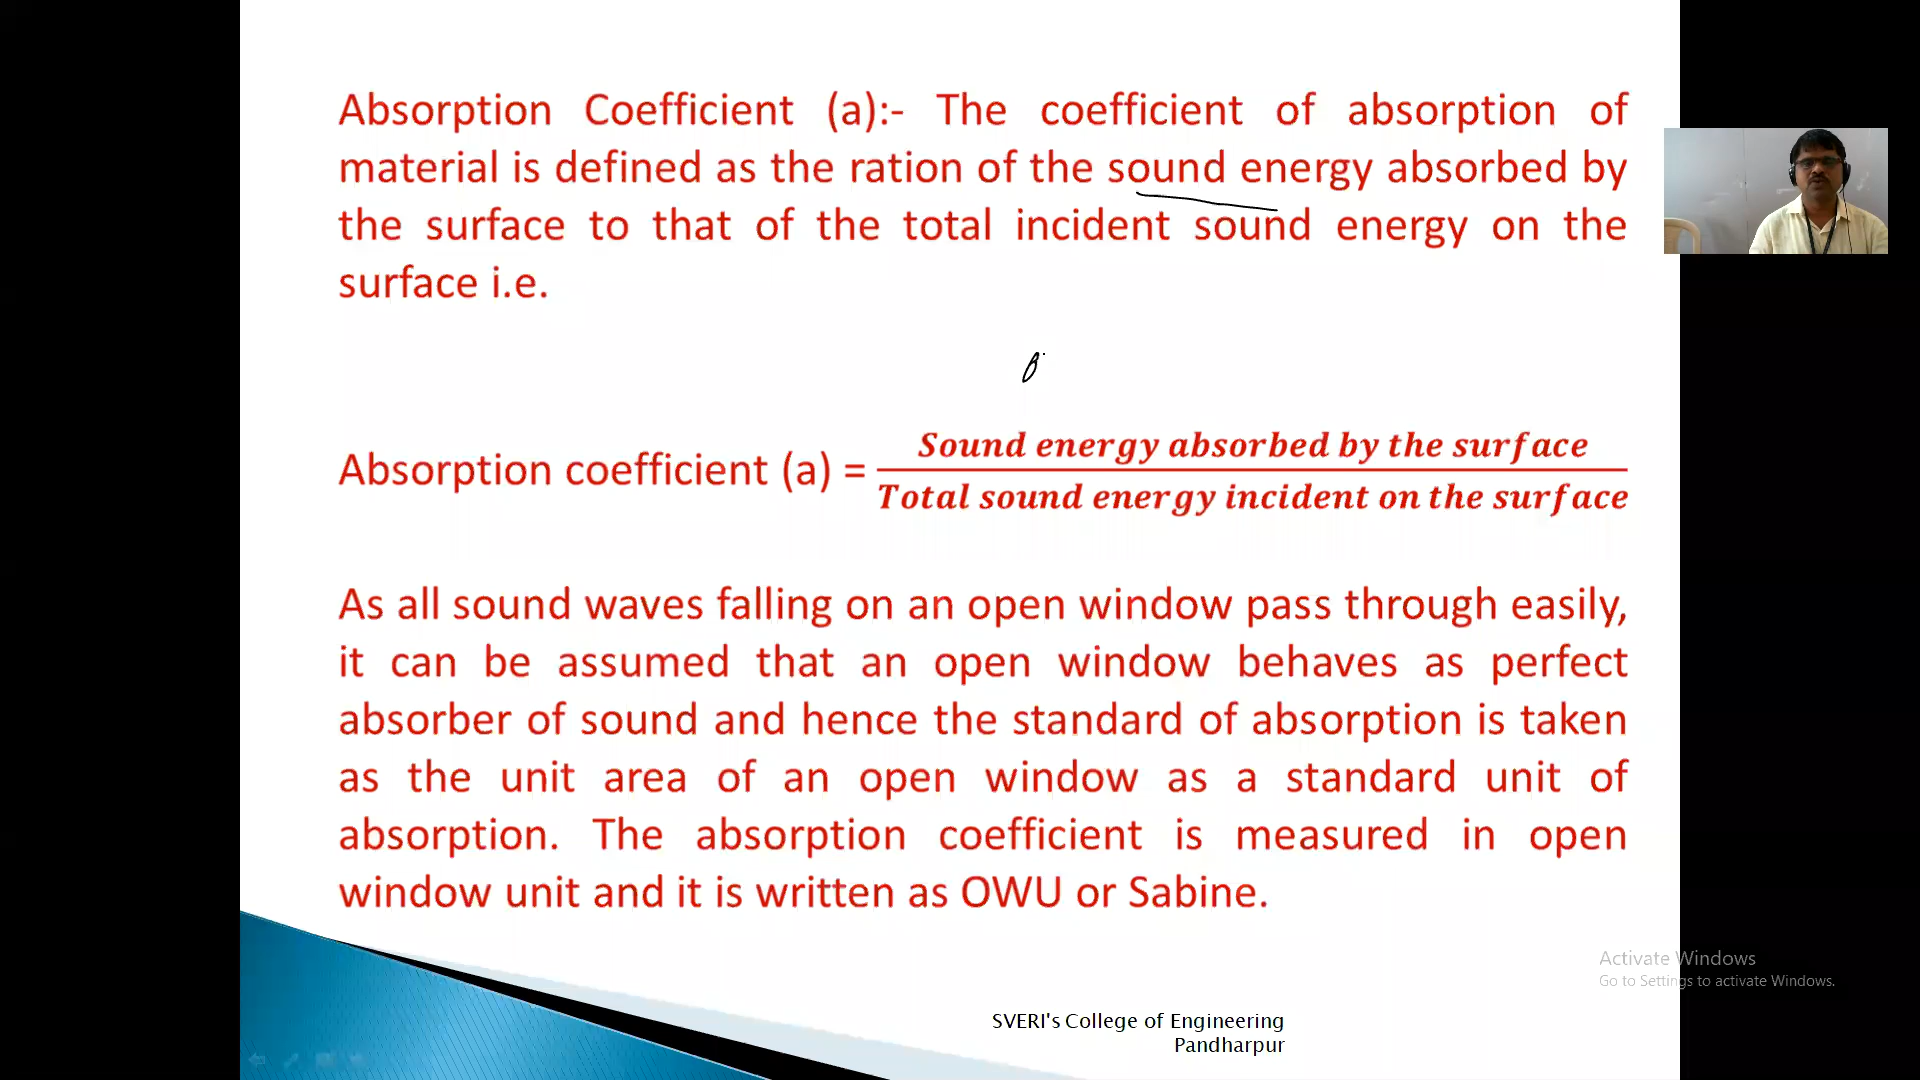 Absorption Coefficient (a):- The coefficient of absorption of
material is defined as the ration of the sound energy absorbed by
the surface to that of the total incident sound energy on the
surface i.e.
Absorption coefficient (a) = Sound energy absorbed by the surface
Total sound energy incident on the surface
As all sound waves falling on an open window pass through easily,
it can be assumed that an open window behaves as perfect
absorber of sound and hence the standard of absorption is taken
as the unit area of an open window as a standard unit of
absorption. The absorption coefficient is measured in open
window unit and it is written as OWU or Sabine.
Activate Windows
Go to Settings to activate Windows.
SVERI's College of Engineering
Pandharpur